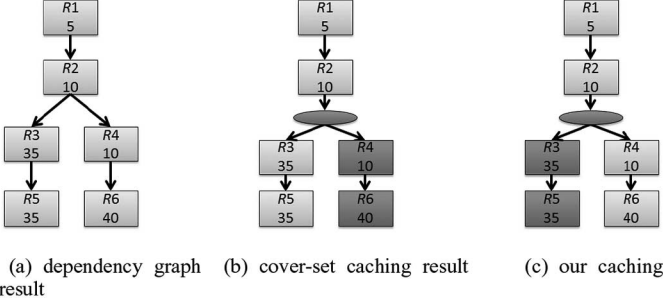 R1
5
R2
10
R3
35
R4
10
R5
35
R6
40
R1
5
R2
10
R3
35
R4
10
R5
35
R6
40
R1
5
R2
10
R3
35
R4
10
R5
35
R6
40
(a) dependency graph
result
(b) cover-set caching result
(c) our caching